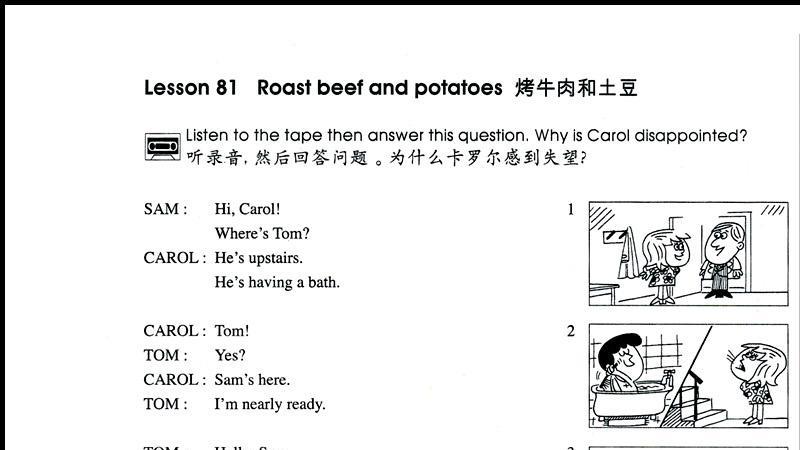 Lesson 81 Roast beef and potatoes 烤牛肉和土豆
Listen to the tape then answer this question. Why is Carol disappointed?
听录音, 然后回答问题。为什么卡罗尔感到失望?
SAM : Hi, Carol! 1
Where's Tom?
CAROL : He's upstairs.
He's having a bath.
CAROL : Tom! 2
TOM : Yes?
CAROL : Sam's here.
TOM : I'm nearly ready.